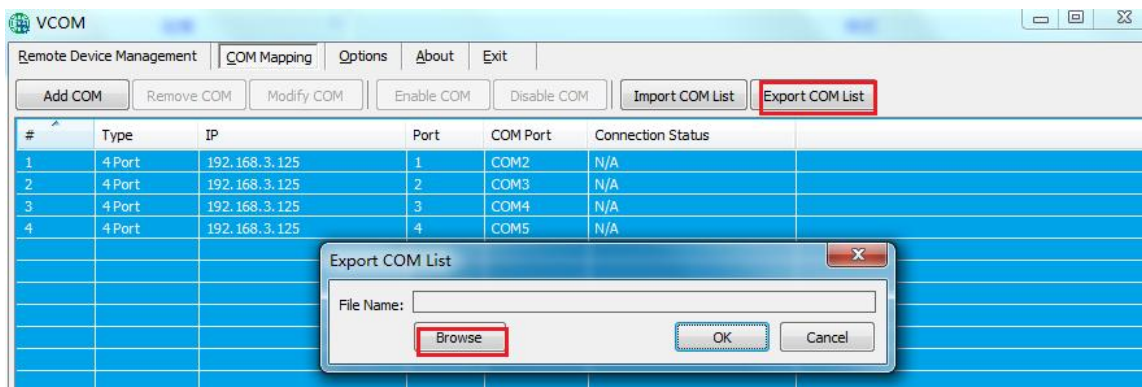 VCOM
Remote Device Management COM Mapping Options About Exit
Add COM Remove COM Modify COM Enable COM Disable COM Import COM List Export COM List
# Type IP Port COM Port Connection Status
1 4 Port 192.168.3.125 1 COM2 N/A
2 4 Port 192.168.3.125 2 COM3 N/A
3 4 Port 192.168.3.125 3 COM4 N/A
4 4 Port 192.168.3.125 4 COM5 N/A
Export COM List
File Name:
Browse OK Cancel